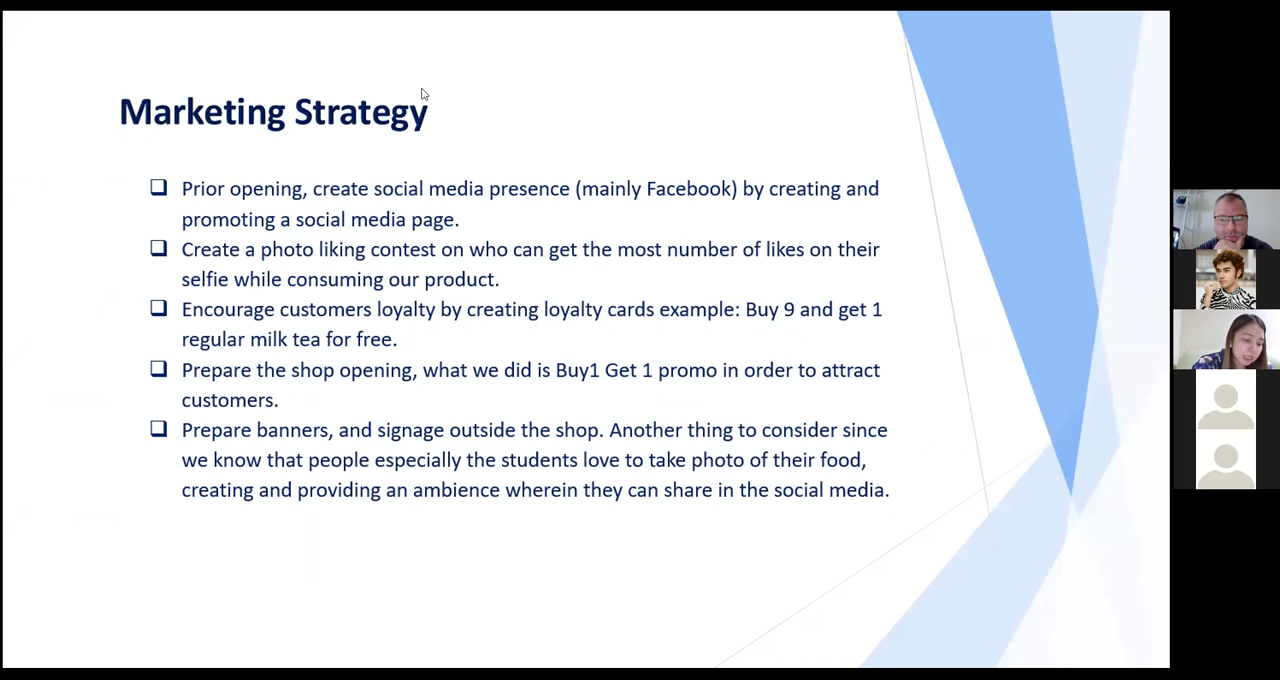 Marketing Strategy
Prior opening, create social media presence (mainly Facebook) by creating and
promoting a social media page.
Create a photo liking contest on who can get the most number of likes on their
selfie while consuming our product.
Encourage customers loyalty by creating loyalty cards example: Buy 9 and get 1
regular milk tea for free.
Prepare the shop opening, what we did is Buy1 Get 1 promo in order to attract
customers.
Prepare banners, and signage outside the shop. Another thing to consider since
we know that people especially the students love to take photo of their food,
creating and providing an ambience wherein they can share in the social media.